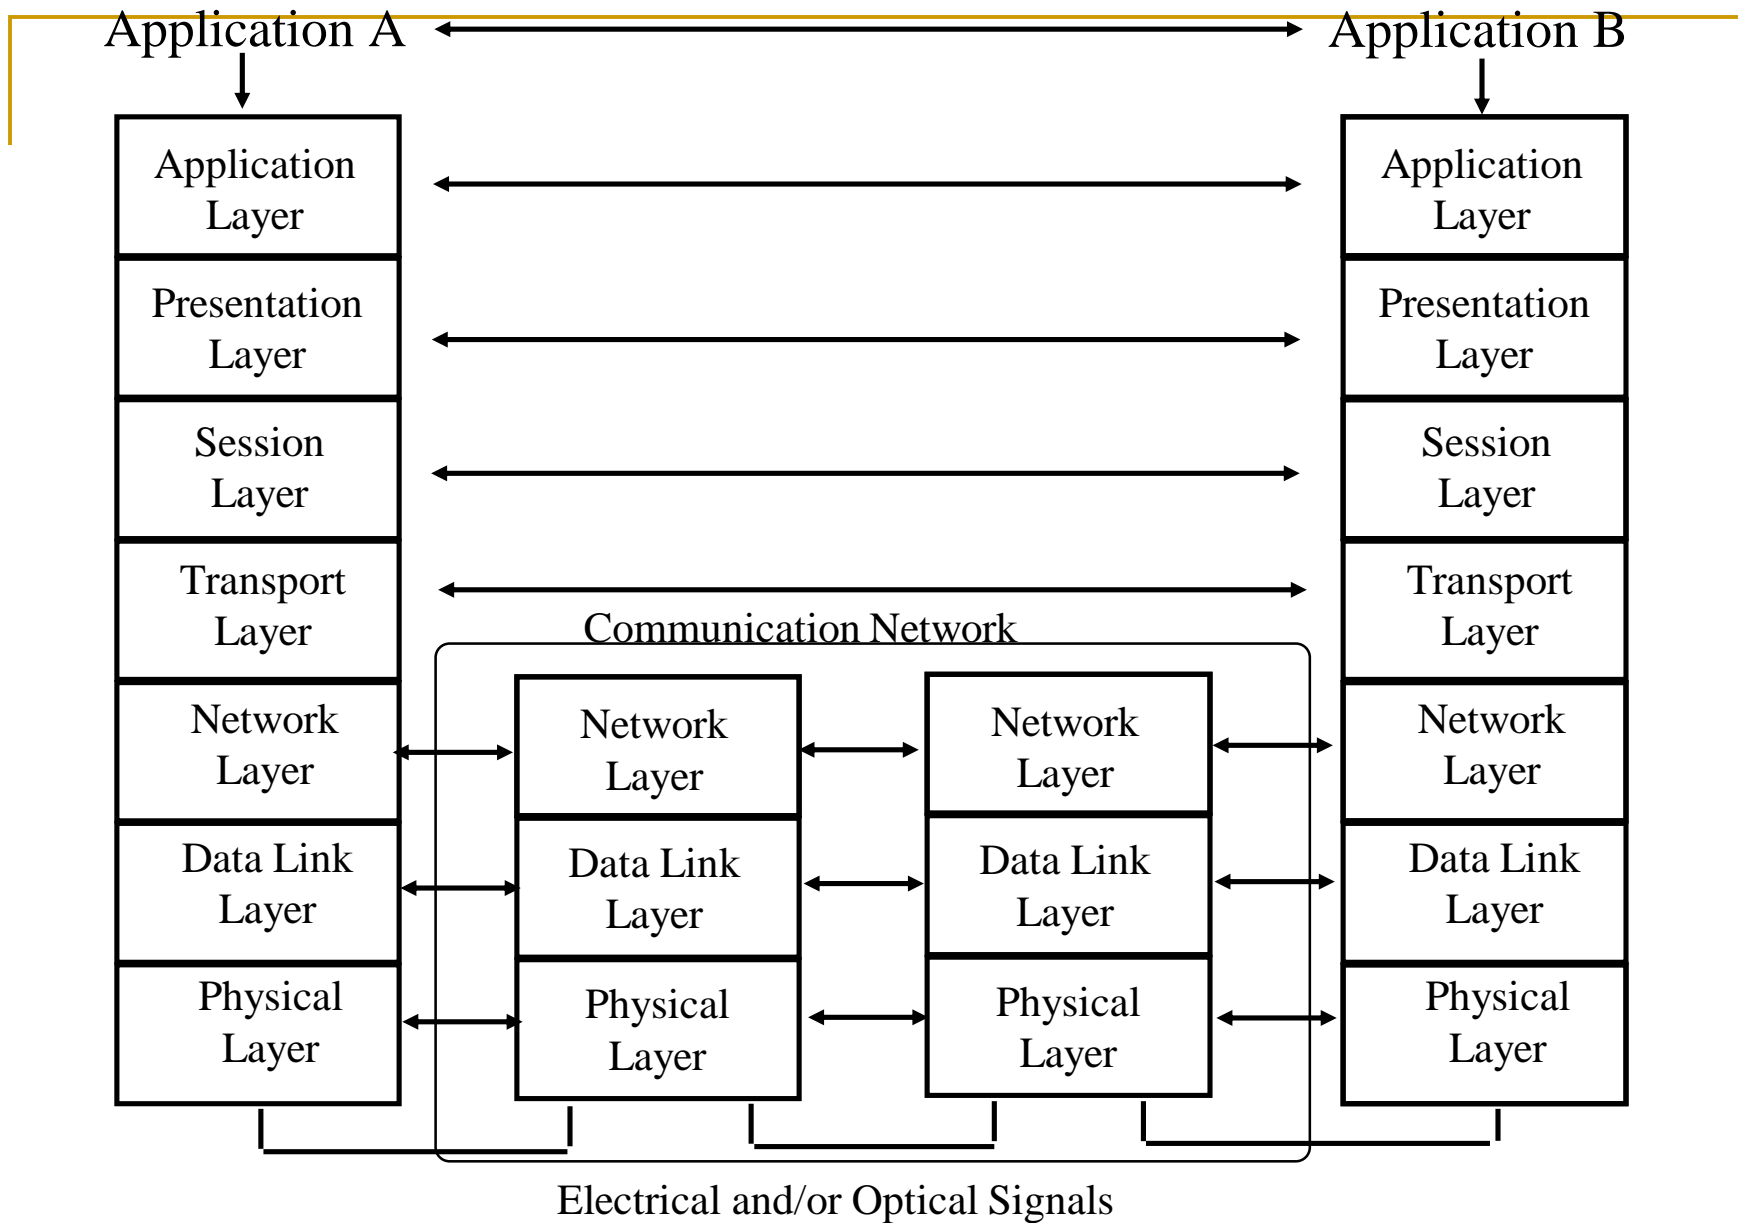 Application A
Application B
Application
Layer
Application
Layer
Presentation
Layer
Presentation
Layer
Session
Layer
Session
Layer
Transport
Layer
Transport
Layer
Communication Network
Network
Layer
Network
Layer
Network
Layer
Network
Layer
Data Link
Layer
Data Link
Layer
Data Link
Layer
Data Link
Layer
Physical
Layer
Physical
Layer
Physical
Layer
Physical
Layer
Electrical and/or Optical Signals